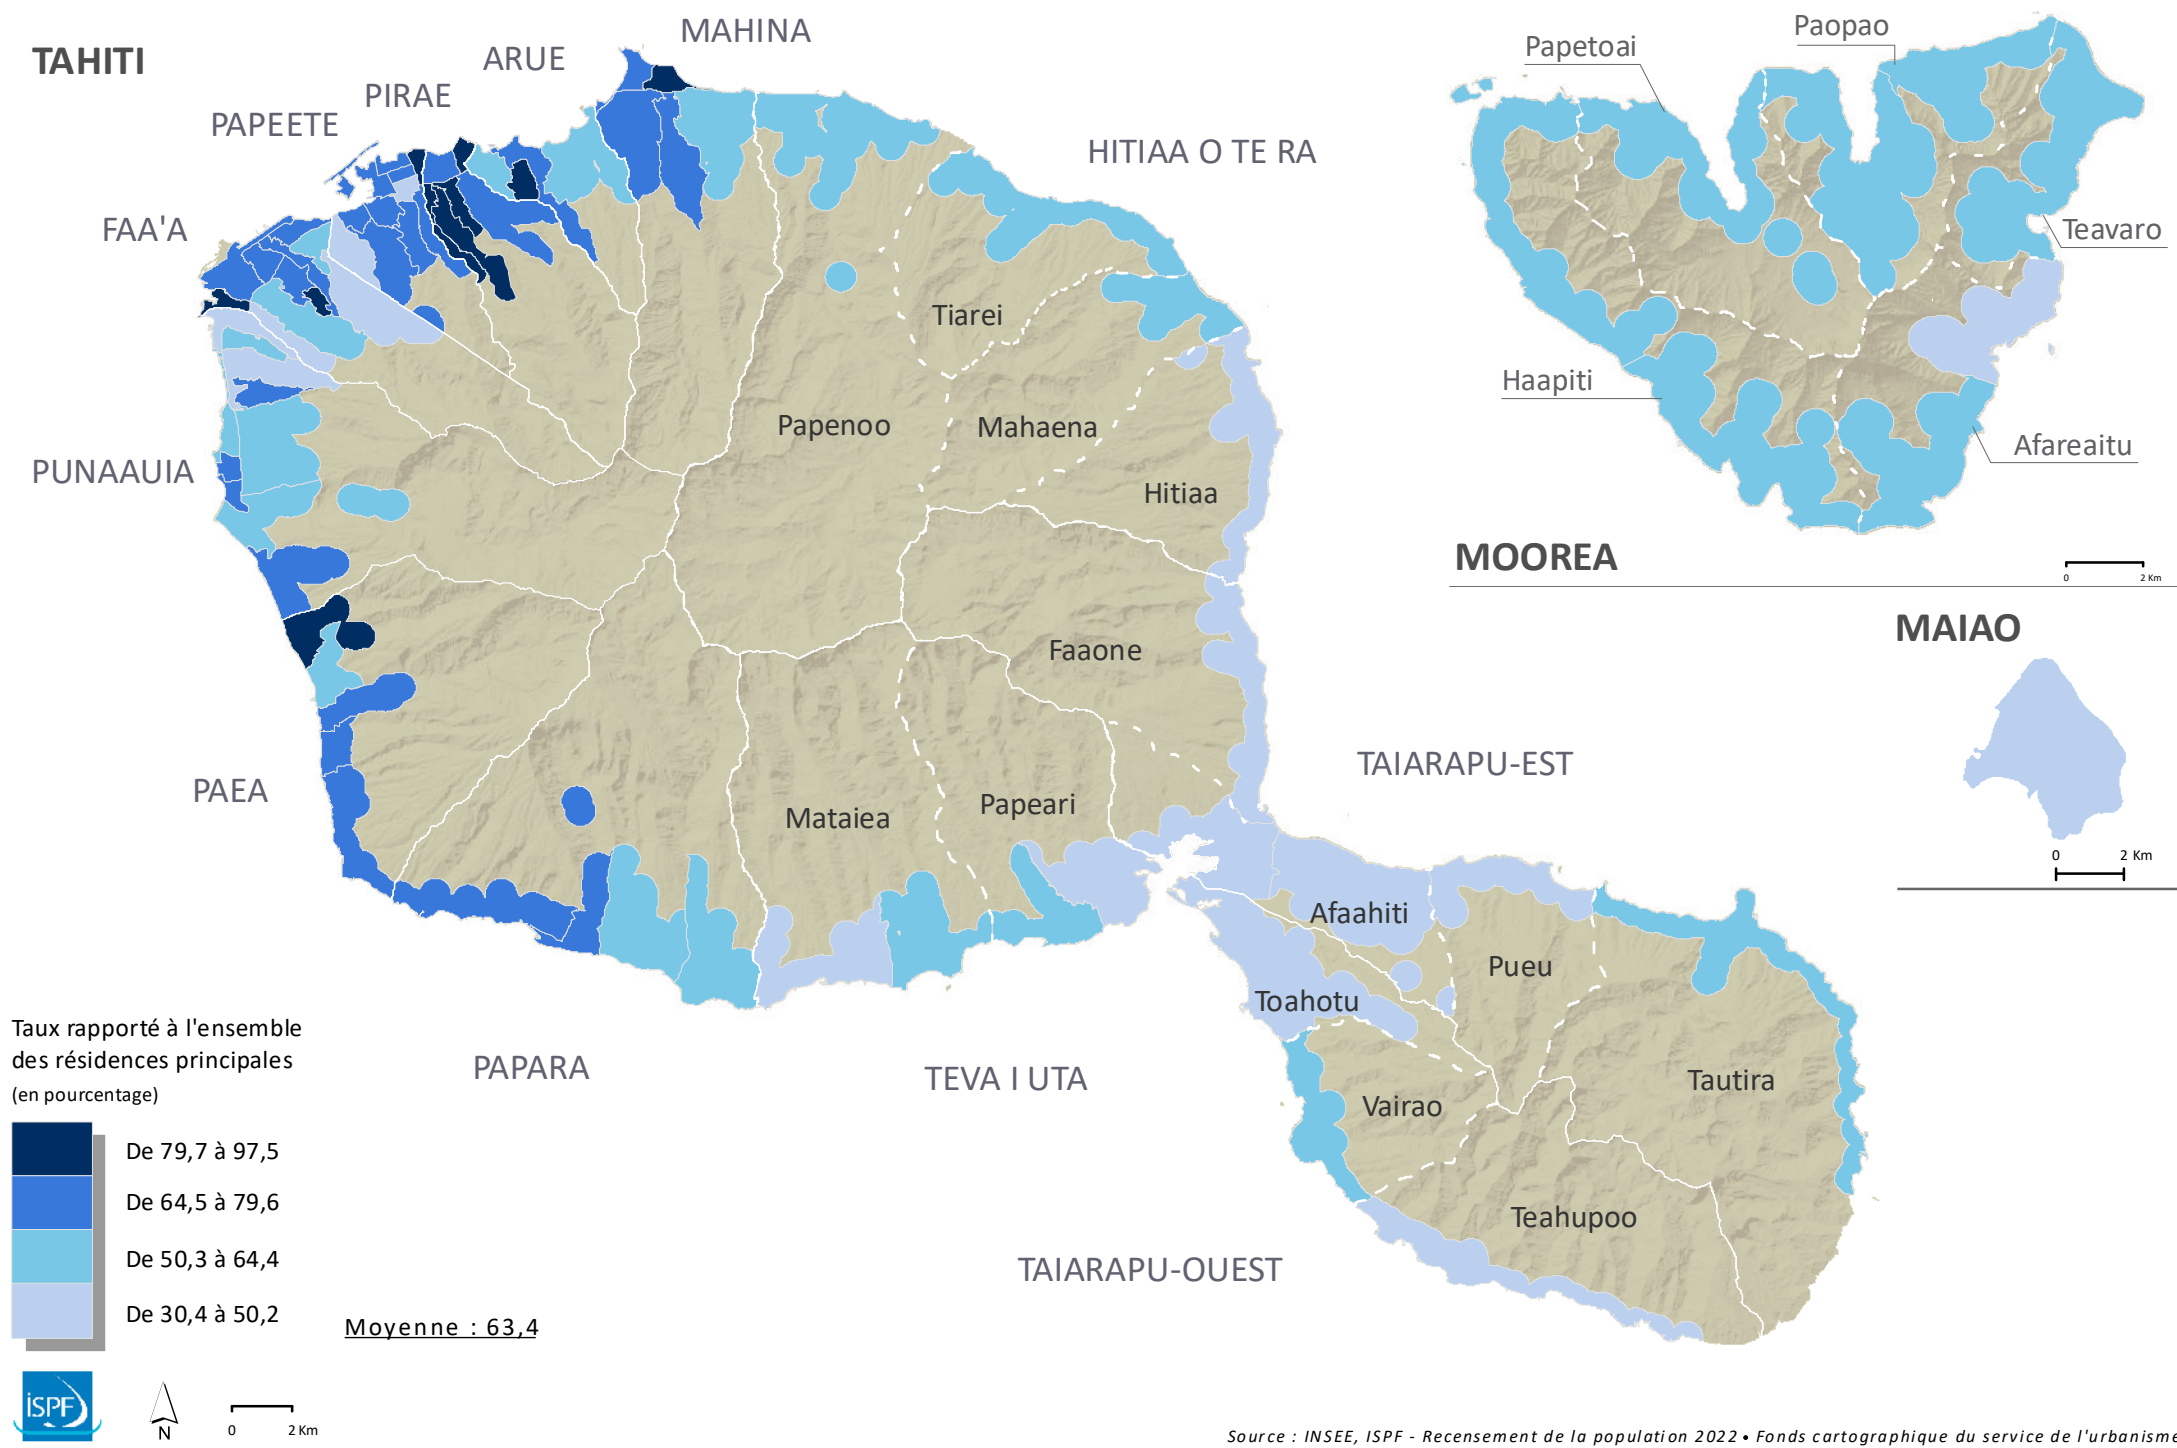 TAHITI
MAHINA
ARUE
PIRAE
PAPEETE
FAA'A
HITIAA O TE RA
Papetoai
Paopao
Teavaro
Haapiti
Afareaitu
MOOREA
0 2 Km
MAIAO
0 2 Km
Tiarei
Papenoo
Mahaena
Hitiaa
PUNAAUIA
Faaone
TAIARAPU-EST
PAEA
Mataiea
Papeari
Afaahiti
Pueu
Toahotu
Tautira
Vairao
Teahupoo
PAPARA
TEVA I UTA
TAIARAPU-OUEST
Taux rapporté à l'ensemble
des résidences principales
(en pourcentage)
De 79,7 à 97,5
De 64,5 à 79,6
De 50,3 à 64,4
De 30,4 à 50,2
Moyenne : 63,4
iSPF
N
0 2 Km
Source : INSEE, ISPF - Recensement de la population 2022 • Fonds cartographique du service de l'urbanisme